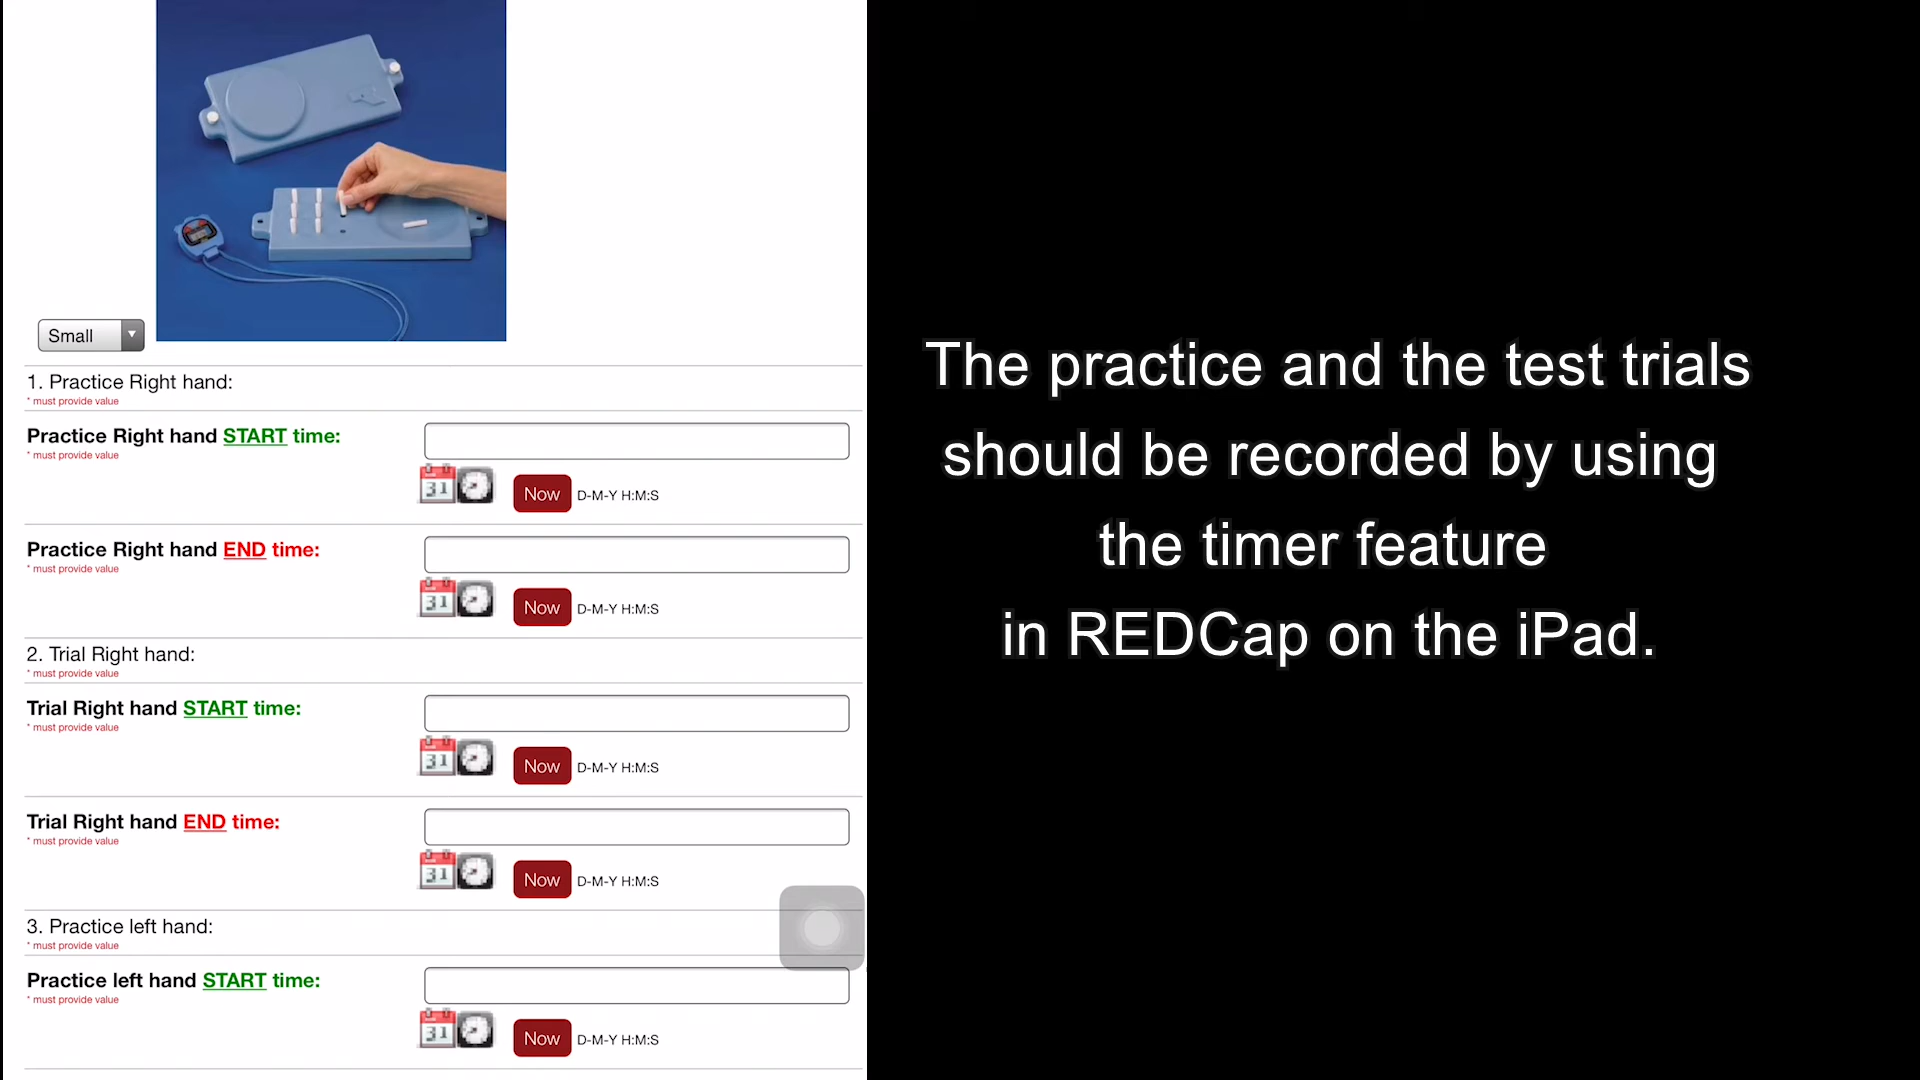 Small
1. Practice Right hand:
* must provide value
Practice Right hand START time:
* must provide value
31
Now D-M-Y H:M:S
Practice Right hand END time:
* must provide value
31
Now D-M-Y H:M:S
2. Trial Right hand:
* must provide value
Trial Right hand START time:
* must provide value
31
Now D-M-Y H:M:S
Trial Right hand END time:
* must provide value
31
Now D-M-Y H:M:S
3. Practice left hand:
* must provide value
Practice left hand START time:
* must provide value
31
Now D-M-Y H:M:S
The practice and the test trials
should be recorded by using
the timer feature
in REDCap on the iPad.